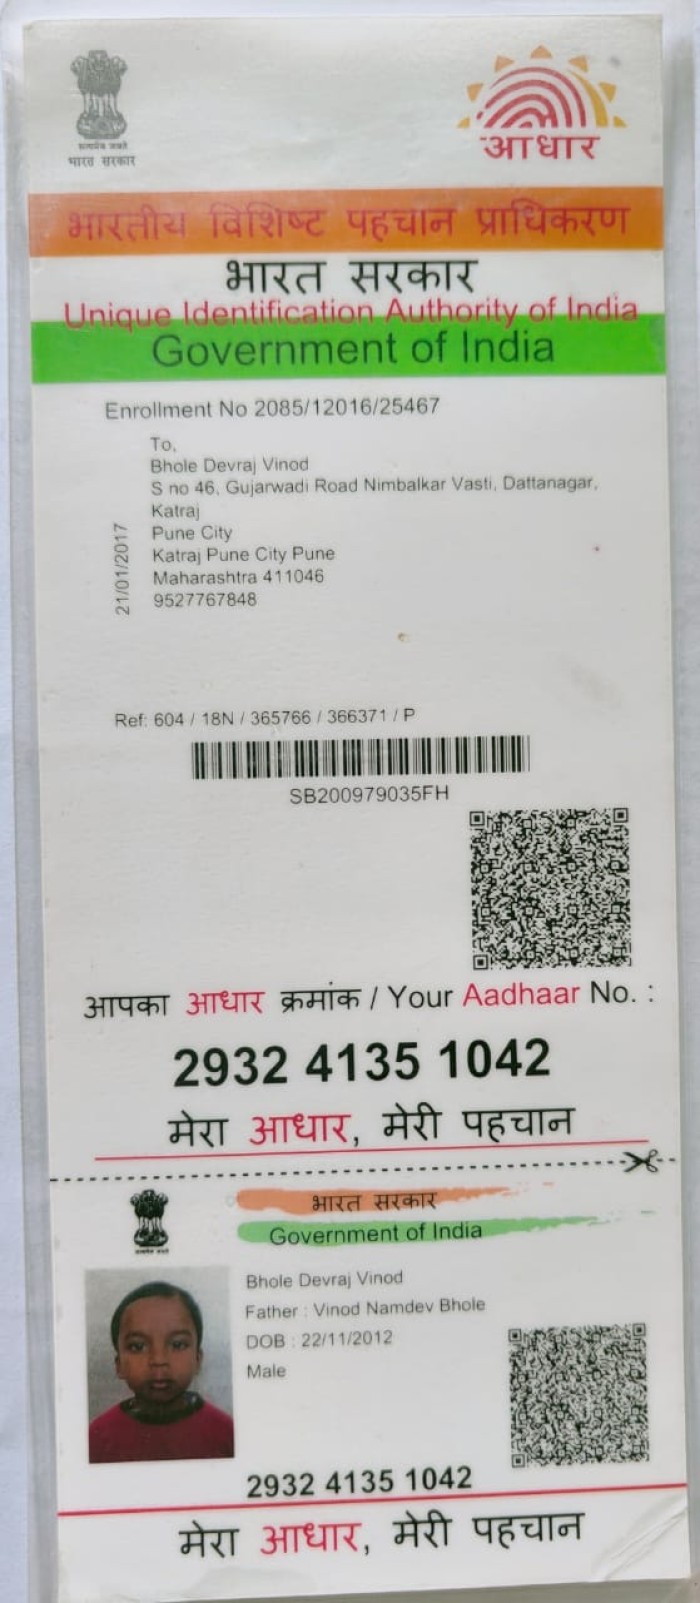 भारत सरकार
आधार
भारतीय विशिष्ट पहचान प्राधिकरण
भारत सरकार
Unique Identification Authority of India
Government of India
Enrollment No 2085/12016/25467
To,
Bhole Devraj Vinod
S no 46, Gujarwadi Road Nimbalkar Vasti, Dattanagar,
Katraj
Pune City
Katraj Pune City Pune
Maharashtra 411046
9527767848
21/01/2017
Ref: 604 / 18N / 365766 / 366371 / P
SB200979035FH
आपका आधार क्रमांक / Your Aadhaar No. :
2932 4135 1042
मेरा आधार, मेरी पहचान
भारत सरकार
Government of India
Bhole Devraj Vinod
Father : Vinod Namdev Bhole
DOB : 22/11/2012
Male
2932 4135 1042
मेरा आधार, मेरी पहचान